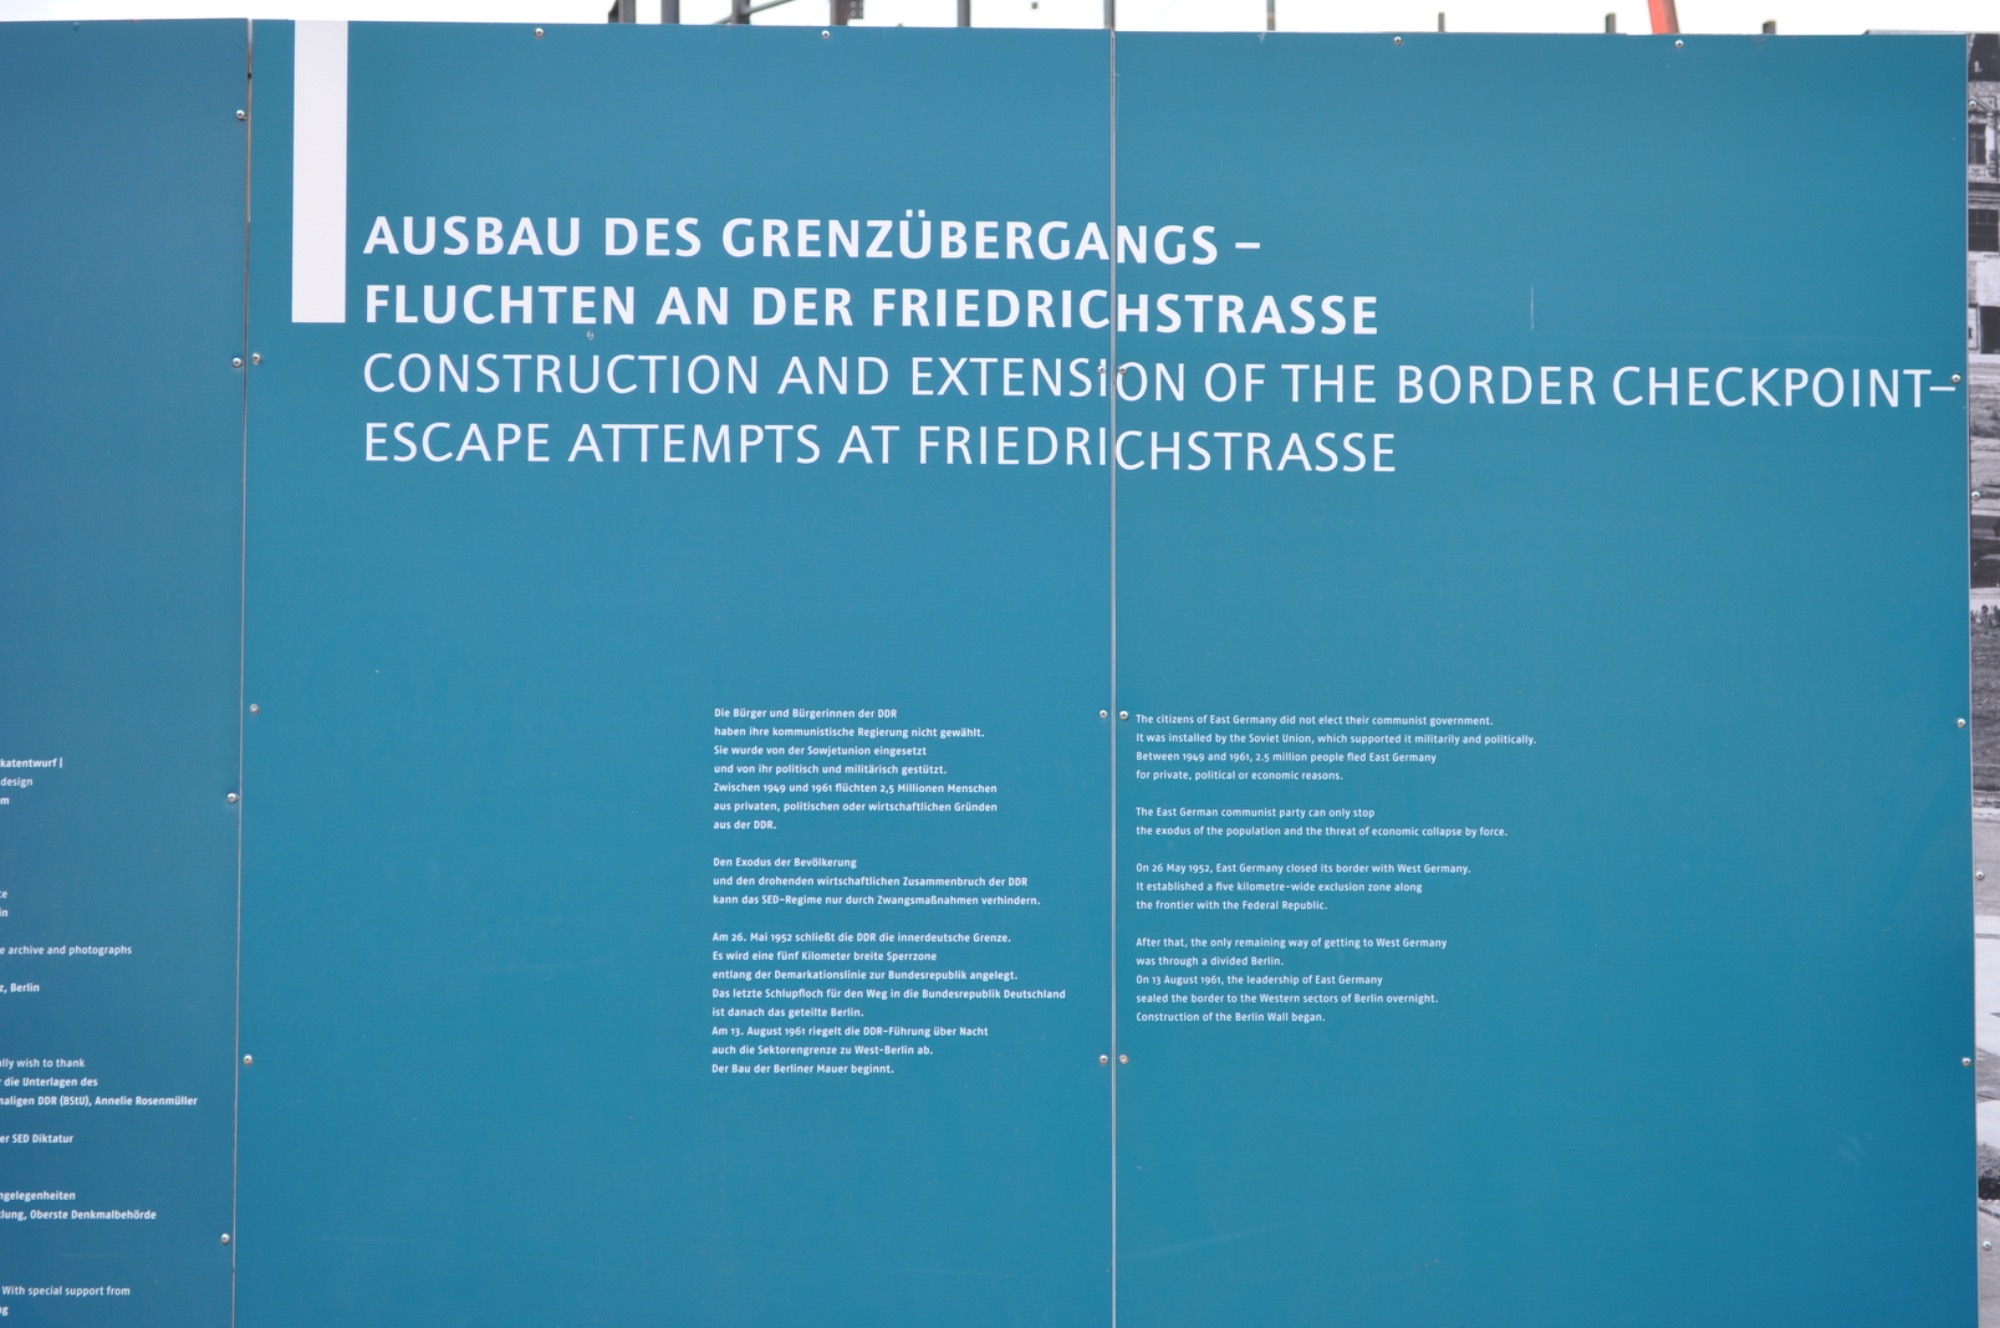 AUSBAU DES GRENZÜBERGANGS –
FLUCHTEN AN DER FRIEDRICHSTRASSE
CONSTRUCTION AND EXTENSION OF THE BORDER CHECKPOINT–
ESCAPE ATTEMPTS AT FRIEDRICHSTRASSE
Die Bürger und Bürgerinnen der DDR
haben ihre kommunistische Regierung nicht gewählt.
Sie wurde von der Sowjetunion eingesetzt
und von ihr politisch und militärisch gestützt.
Zwischen 1949 und 1961 flüchten 2,5 Millionen Menschen
aus privaten, politischen oder wirtschaftlichen Gründen
aus der DDR.
Den Exodus der Bevölkerung
und den drohenden wirtschaftlichen Zusammenbruch der DDR
kann das SED-Regime nur durch Zwangsmaßnahmen verhindern.
Am 26. Mai 1952 schließt die DDR die innerdeutsche Grenze.
Es wird eine fünf Kilometer breite Sperrzone
entlang der Demarkationslinie zur Bundesrepublik angelegt.
Das letzte Schlupfloch für den Weg in die Bundesrepublik Deutschland
ist danach das geteilte Berlin.
Am 13. August 1961 riegelt die DDR-Führung über Nacht
auch die Sektorengrenze zu West-Berlin ab.
Der Bau der Berliner Mauer beginnt.
The citizens of East Germany did not elect their communist government.
It was installed by the Soviet Union, which supported it militarily and politically.
Between 1949 and 1961, 2.5 million people fled East Germany
for private, political or economic reasons.
The East German communist party can only stop
the exodus of the population and the threat of economic collapse by force.
On 26 May 1952, East Germany closed its border with West Germany.
It established a five kilometre-wide exclusion zone along
the frontier with the Federal Republic.
After that, the only remaining way of getting to West Germany
was through a divided Berlin.
On 13 August 1961, the leadership of East Germany
sealed the border to the Western sectors of Berlin overnight.
Construction of the Berlin Wall began.
katentwurf |
design
m
ce
in
e archive and photographs
z, Berlin
ally wish to thank
die Unterlagen des
maligen DDR (BStU), Annelie Rosenmüller
er SED Diktatur
ngelegenheiten
klung, Oberste Denkmalbehörde
With special support from
ng